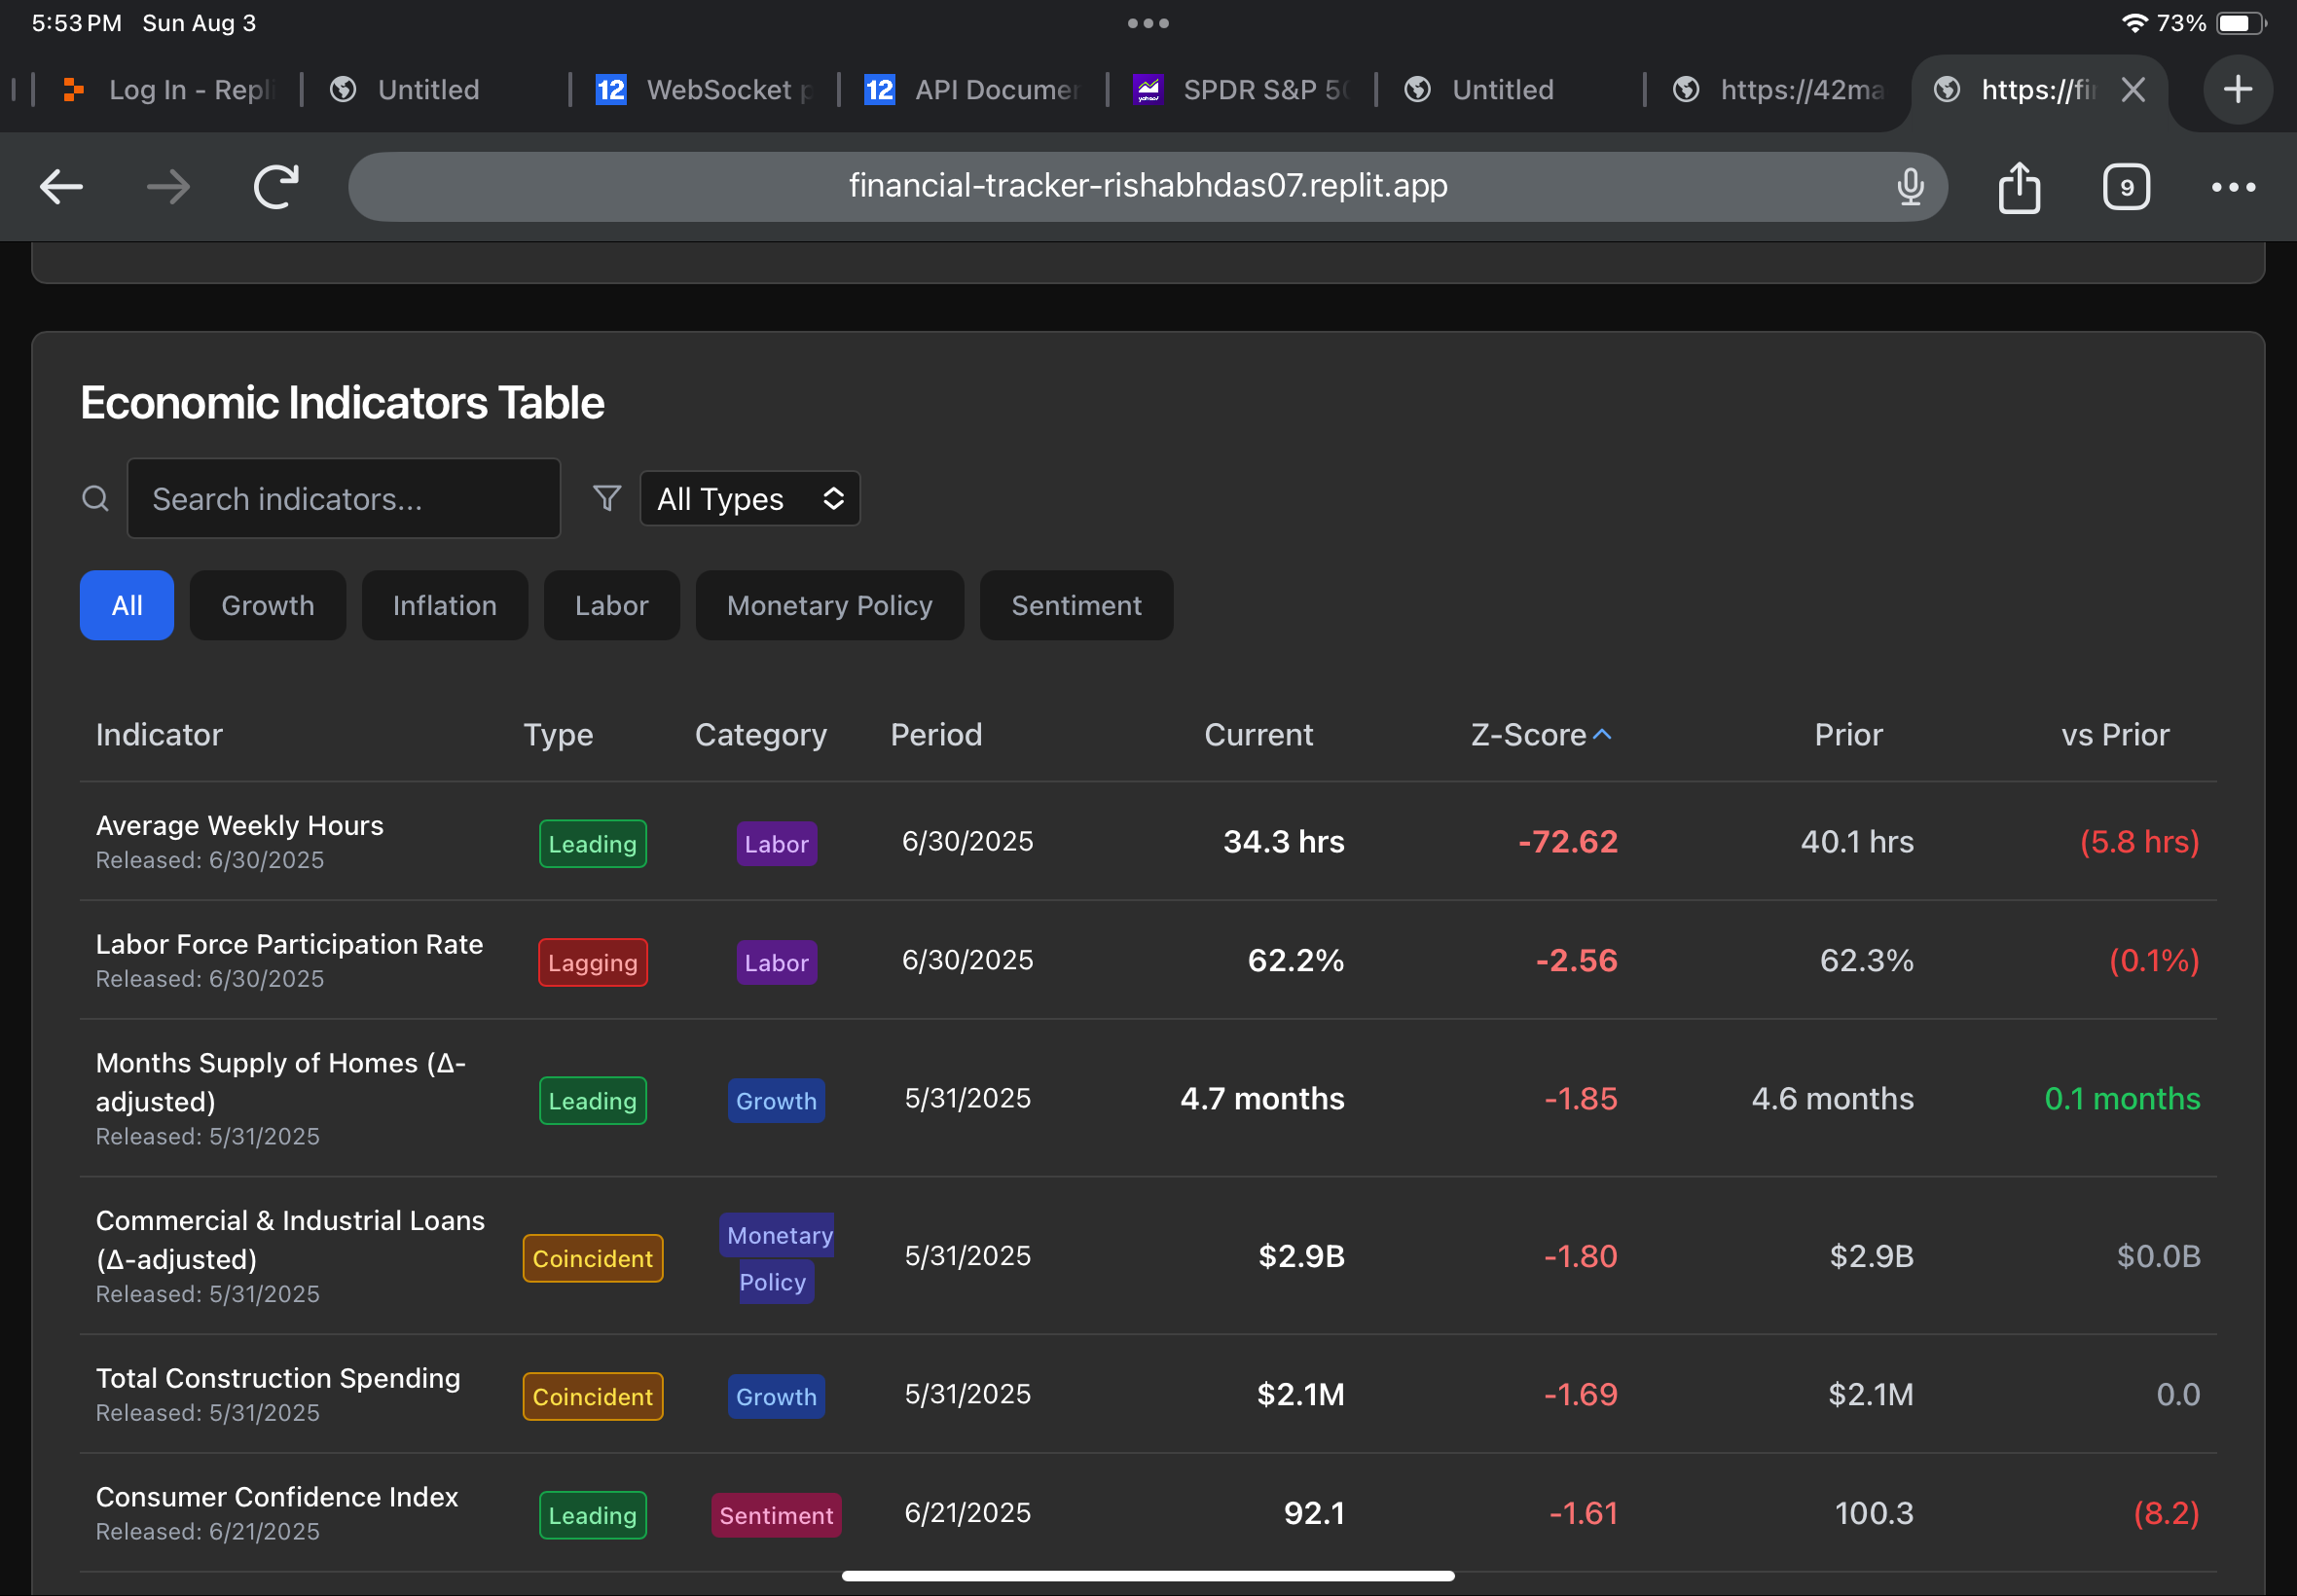 5:53 PM Sun Aug 3
73%
Log In - Repli
Untitled
12 WebSocket p
12 API Documen
SPDR S&P 50
Untitled
https://42ma
https://fi
financial-tracker-rishabhdas07.replit.app
9
Economic Indicators Table
Search indicators...
All Types
All Growth Inflation Labor Monetary Policy Sentiment
Indicator Type Category Period Current Z-Score Prior vs Prior
Average Weekly Hours
Released: 6/30/2025
Leading Labor 6/30/2025 34.3 hrs -72.62 40.1 hrs (5.8 hrs)
Labor Force Participation Rate
Released: 6/30/2025
Lagging Labor 6/30/2025 62.2% -2.56 62.3% (0.1%)
Months Supply of Homes (Δ-
adjusted)
Released: 5/31/2025
Leading Growth 5/31/2025 4.7 months -1.85 4.6 months 0.1 months
Commercial & Industrial Loans
(Δ-adjusted)
Released: 5/31/2025
Coincident
Monetary
Policy
5/31/2025 $2.9B -1.80 $2.9B $0.0B
Total Construction Spending
Released: 5/31/2025
Coincident Growth 5/31/2025 $2.1M -1.69 $2.1M 0.0
Consumer Confidence Index
Released: 6/21/2025
Leading Sentiment 6/21/2025 92.1 -1.61 100.3 (8.2)